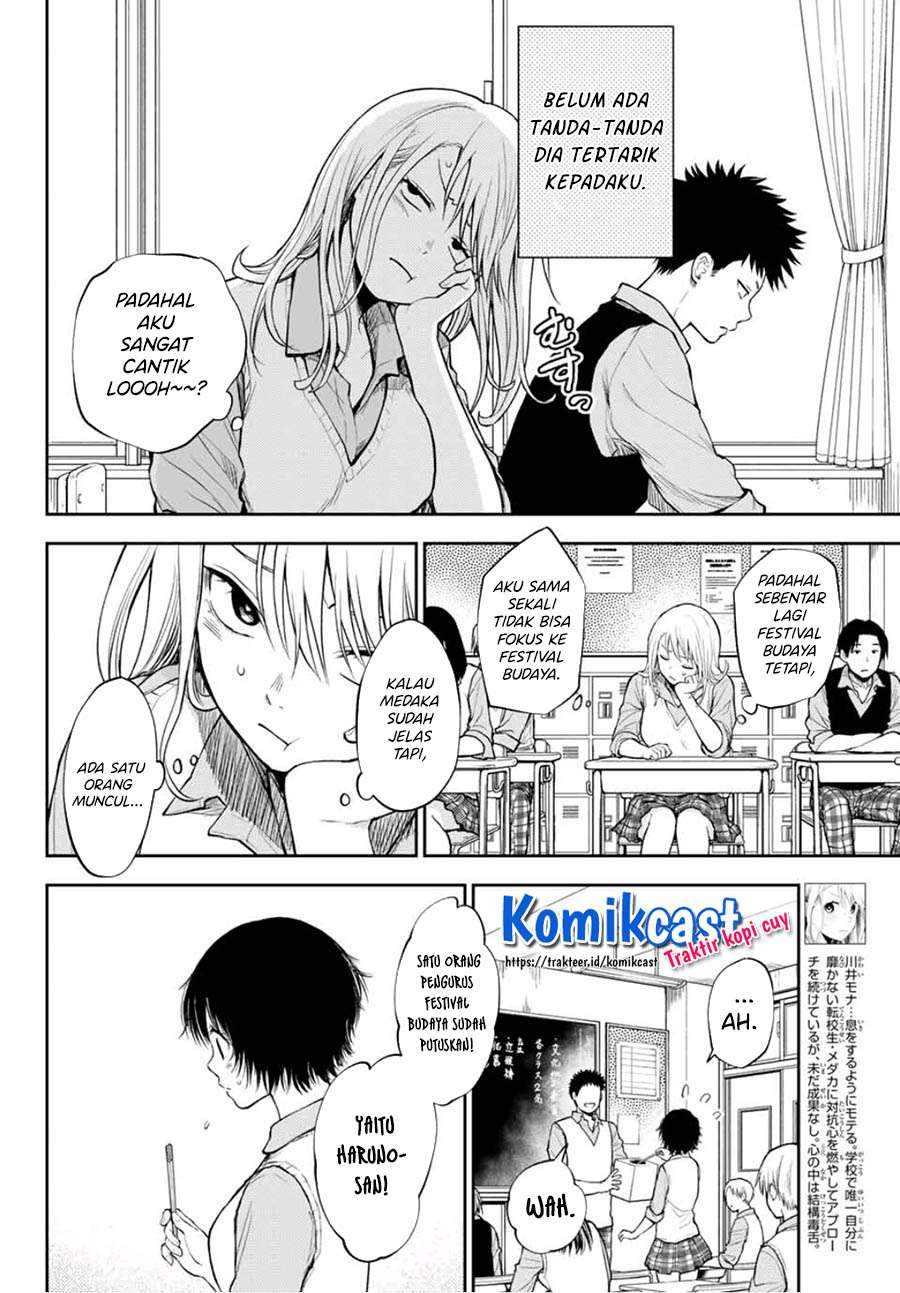 BELUM ADA
TANDA-TANDA
DIA TERTARIK
KEPADAKU.
PADAHAL
AKU
SANGAT
CANTIK
LOOOH~~?
むすっ
PADAHAL
SEBENTAR
LAGI
FESTIVAL
BUDAYA
TETAPI,
AKU SAMA
SEKALI
TIDAK BISA
FOKUS KE
FESTIVAL
BUDAYA.
KALAU
MEDAKA
SUDAH
JELAS
TAPI,
ADA SATU
ORANG
MUNCUL...
川井モナ…息をするようにモテる。学校で唯一自分に
靡かない転校生・メダカに対抗心を燃やしてアプロー
チを続けているが、未だ成果なし。心の中は結構毒舌。
Komikcast
Traktir kopi cuy
https://trakteer.id/komikcast
...
AH.
WAH.
SATU ORANG
PENGURUS
FESTIVAL
BUDAYA SUDAH
PUTUSKAN!
YAITU
HARUNO-
SAN!